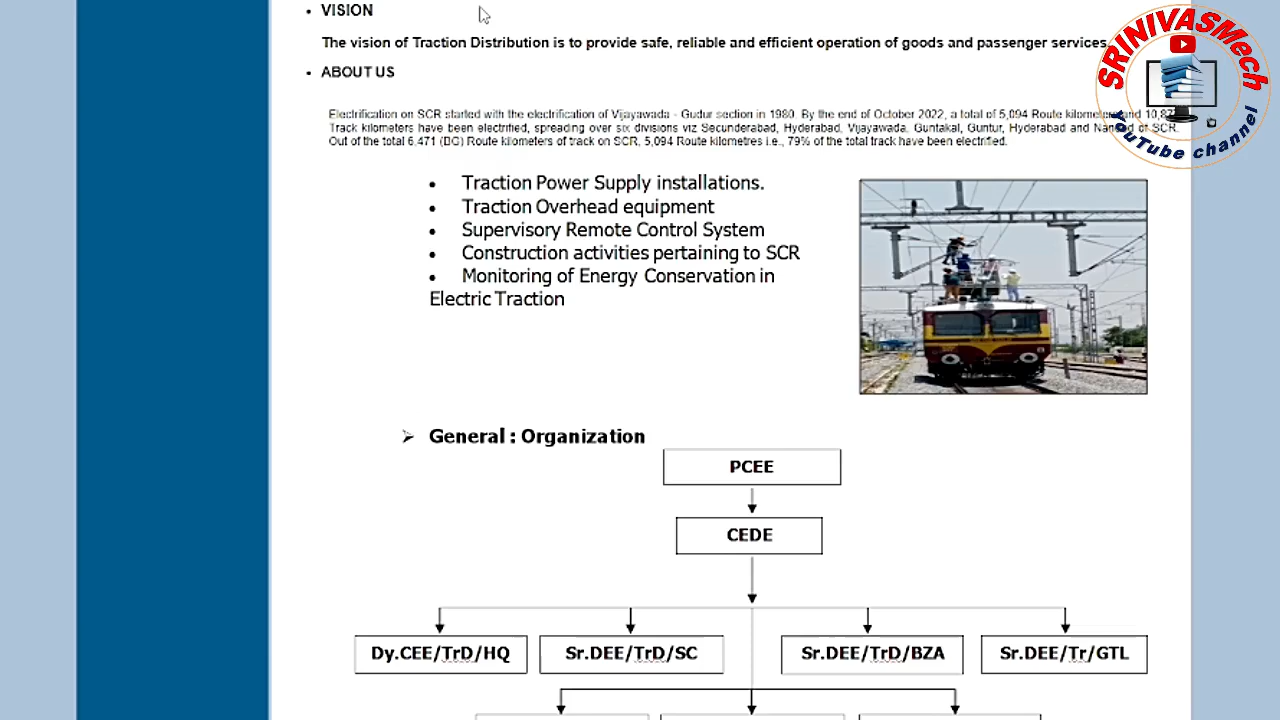 VISION
The vision of Traction Distribution is to provide safe, reliable and efficient operation of goods and passenger services.
ABOUT US
Electrification on SCR started with the electrification of Vijayawada - Gudur section in 1980. By the end of October 2022, a total of 5,094 Route kilometers and
Track kilometers have been electrified, spreading over six divisions viz Secunderabad, Hyderabad, Vijayawada. Guntakal, Guntur, Hyderabad and of SCR.
Out of the total 6,471 (DG) Route kilometers of track on SCR, 5,094 Route kilometres i.e., 79% of the total track have been electrified.
Traction Power Supply installations.
Traction Overhead equipment
Supervisory Remote Control System
Construction activities pertaining to SCR
Monitoring of Energy Conservation in
Electric Traction
General : Organization
PCEE
CEDE
Dy.CEE/TrD/HQ
Sr.DEE/TrD/SC
Sr.DEE/TrD/BZA
Sr.DEE/Tr/GTL
SRINIVASMech
YouTube channel